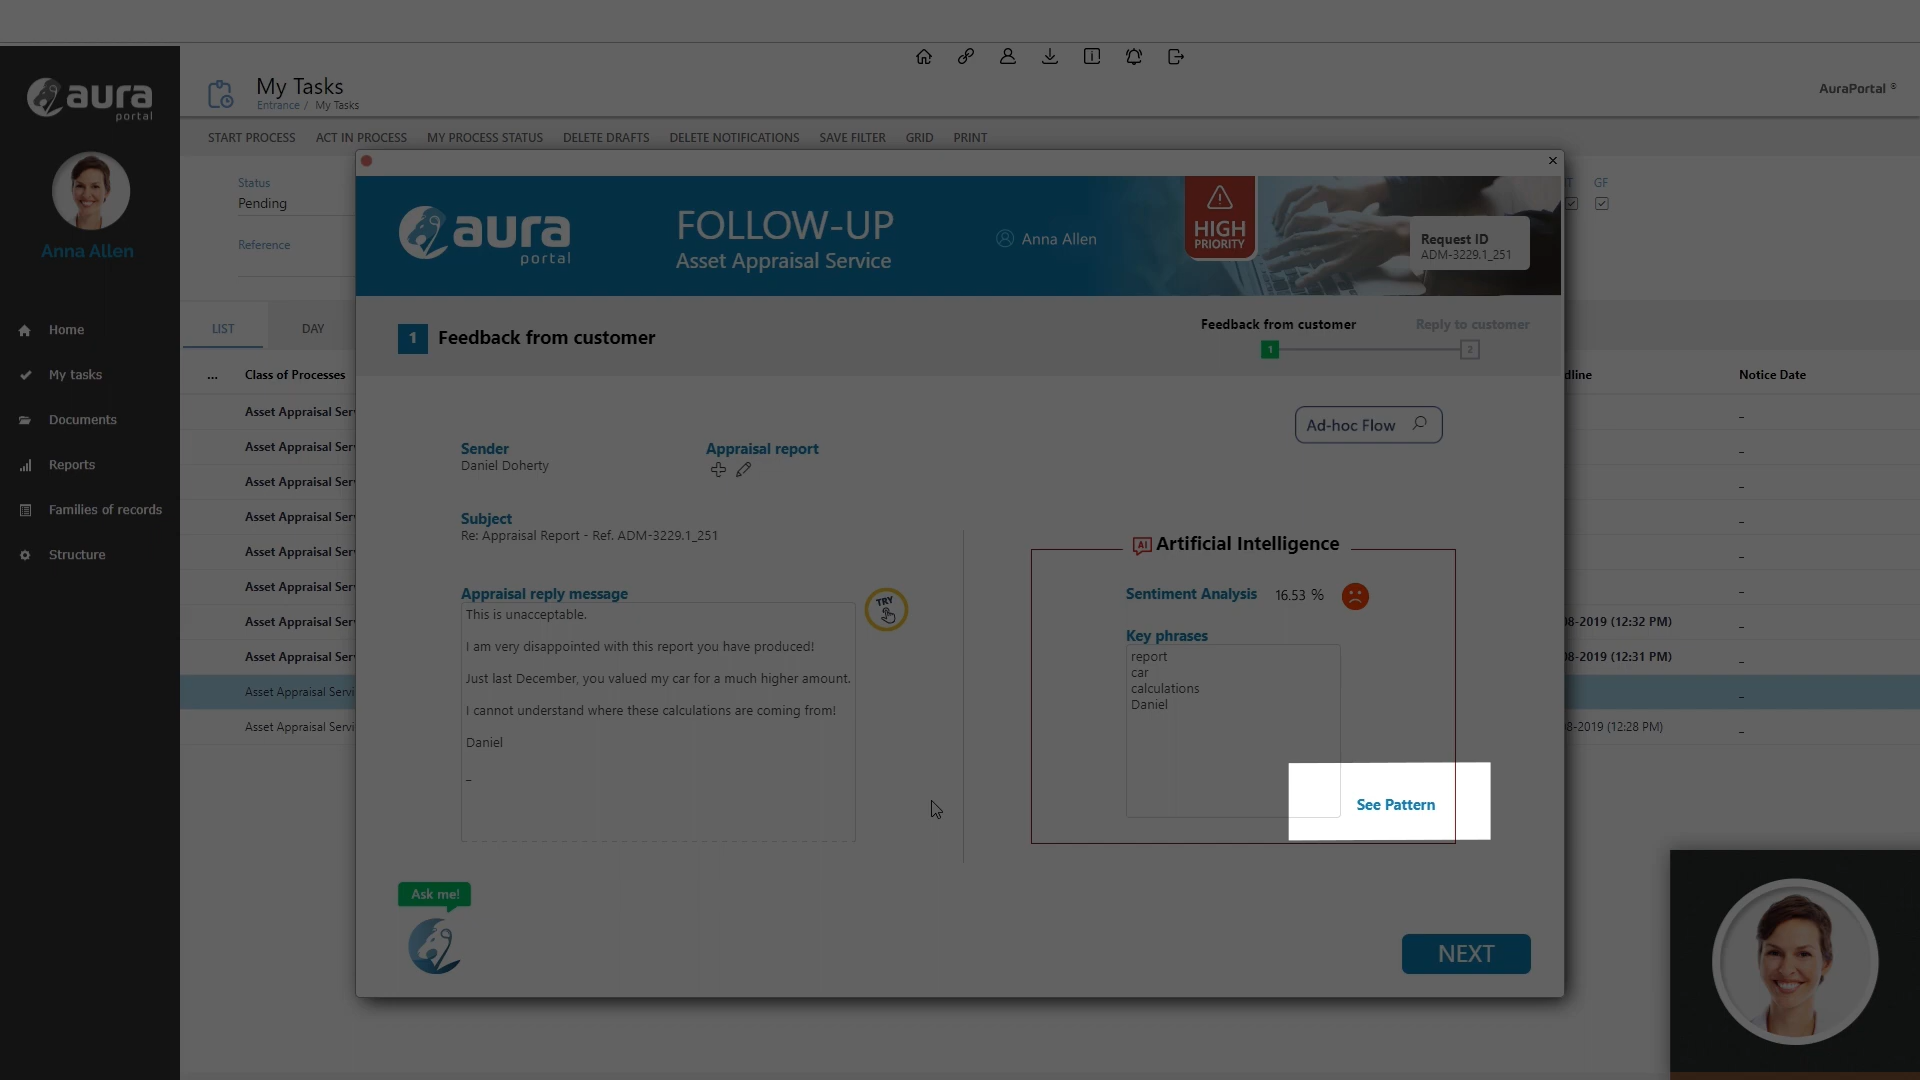 aura
portal
Anna Allen
Home
My tasks
Documents
Reports
Families of records
Structure
My Tasks
Entrance / My Tasks
AuraPortal ®
START PROCESS ACT IN PROCESS MY PROCESS STATUS DELETE DRAFTS DELETE NOTIFICATIONS SAVE FILTER GRID PRINT
Status
Pending
Reference
GF
LIST DAY
... Class of Processes
dline Notice Date
Asset Appraisal Ser
Asset Appraisal Ser
Asset Appraisal Ser
Asset Appraisal Ser
Asset Appraisal Ser
Asset Appraisal Ser
Asset Appraisal Ser
8-2019 (12:32 PM)
Asset Appraisal Ser
8-2019 (12:31 PM)
Asset Appraisal Servi
Asset Appraisal Servi
8-2019 (12:28 PM)
aura
portal
FOLLOW-UP
Asset Appraisal Service
Anna Allen
HIGH
PRIORITY
Request ID
ADM-3229.1_251
1 Feedback from customer
Feedback from customer Reply to customer
1 2
Ad-hoc Flow
Sender
Daniel Doherty
Appraisal report
Subject
Re: Appraisal Report - Ref. ADM-3229.1_251
Appraisal reply message
TRY
This is unacceptable.
I am very disappointed with this report you have produced!
Just last December, you valued my car for a much higher amount.
I cannot understand where these calculations are coming from!
Daniel
_
AI Artificial Intelligence
Sentiment Analysis 16.53 %
Key phrases
report
car
calculations
Daniel
See Pattern
Ask me!
NEXT